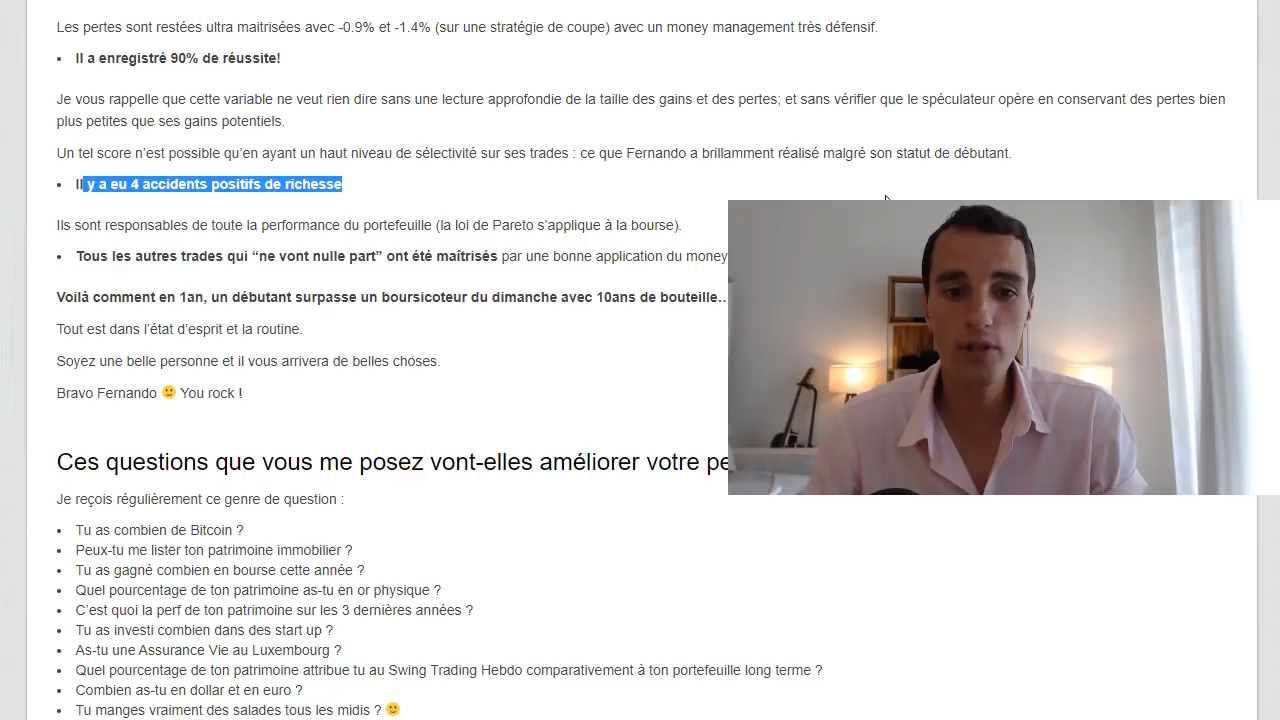 Les pertes sont restées ultra maitrisées avec -0.9% et -1.4% (sur une stratégie de coupe) avec un money management très défensif.
• Il a enregistré 90% de réussite!
Je vous rappelle que cette variable ne veut rien dire sans une lecture approfondie de la taille des gains et des pertes; et sans vérifier que le spéculateur opère en conservant des pertes bien
plus petites que ses gains potentiels.
Un tel score n’est possible qu’en ayant un haut niveau de sélectivité sur ses trades : ce que Fernando a brillamment réalisé malgré son statut de débutant.
• Il y a eu 4 accidents positifs de richesse
Ils sont responsables de toute la performance du portefeuille (la loi de Pareto s’applique à la bourse).
• Tous les autres trades qui “ne vont nulle part” ont été maîtrisés par une bonne application du money
Voilà comment en 1an, un débutant surpasse un boursicoteur du dimanche avec 10ans de bouteille…
Tout est dans l’état d’esprit et la routine.
Soyez une belle personne et il vous arrivera de belles choses.
Bravo Fernando 🙂 You rock !
Ces questions que vous me posez vont-elles améliorer votre pe
Je reçois régulièrement ce genre de question :
• Tu as combien de Bitcoin ?
• Peux-tu me lister ton patrimoine immobilier ?
• Tu as gagné combien en bourse cette année ?
• Quel pourcentage de ton patrimoine as-tu en or physique ?
• C’est quoi la perf de ton patrimoine sur les 3 dernières années ?
• Tu as investi combien dans des start up ?
• As-tu une Assurance Vie au Luxembourg ?
• Quel pourcentage de ton patrimoine attribue tu au Swing Trading Hebdo comparativement à ton portefeuille long terme ?
• Combien as-tu en dollar et en euro ?
• Tu manges vraiment des salades tous les midis ? 🙂